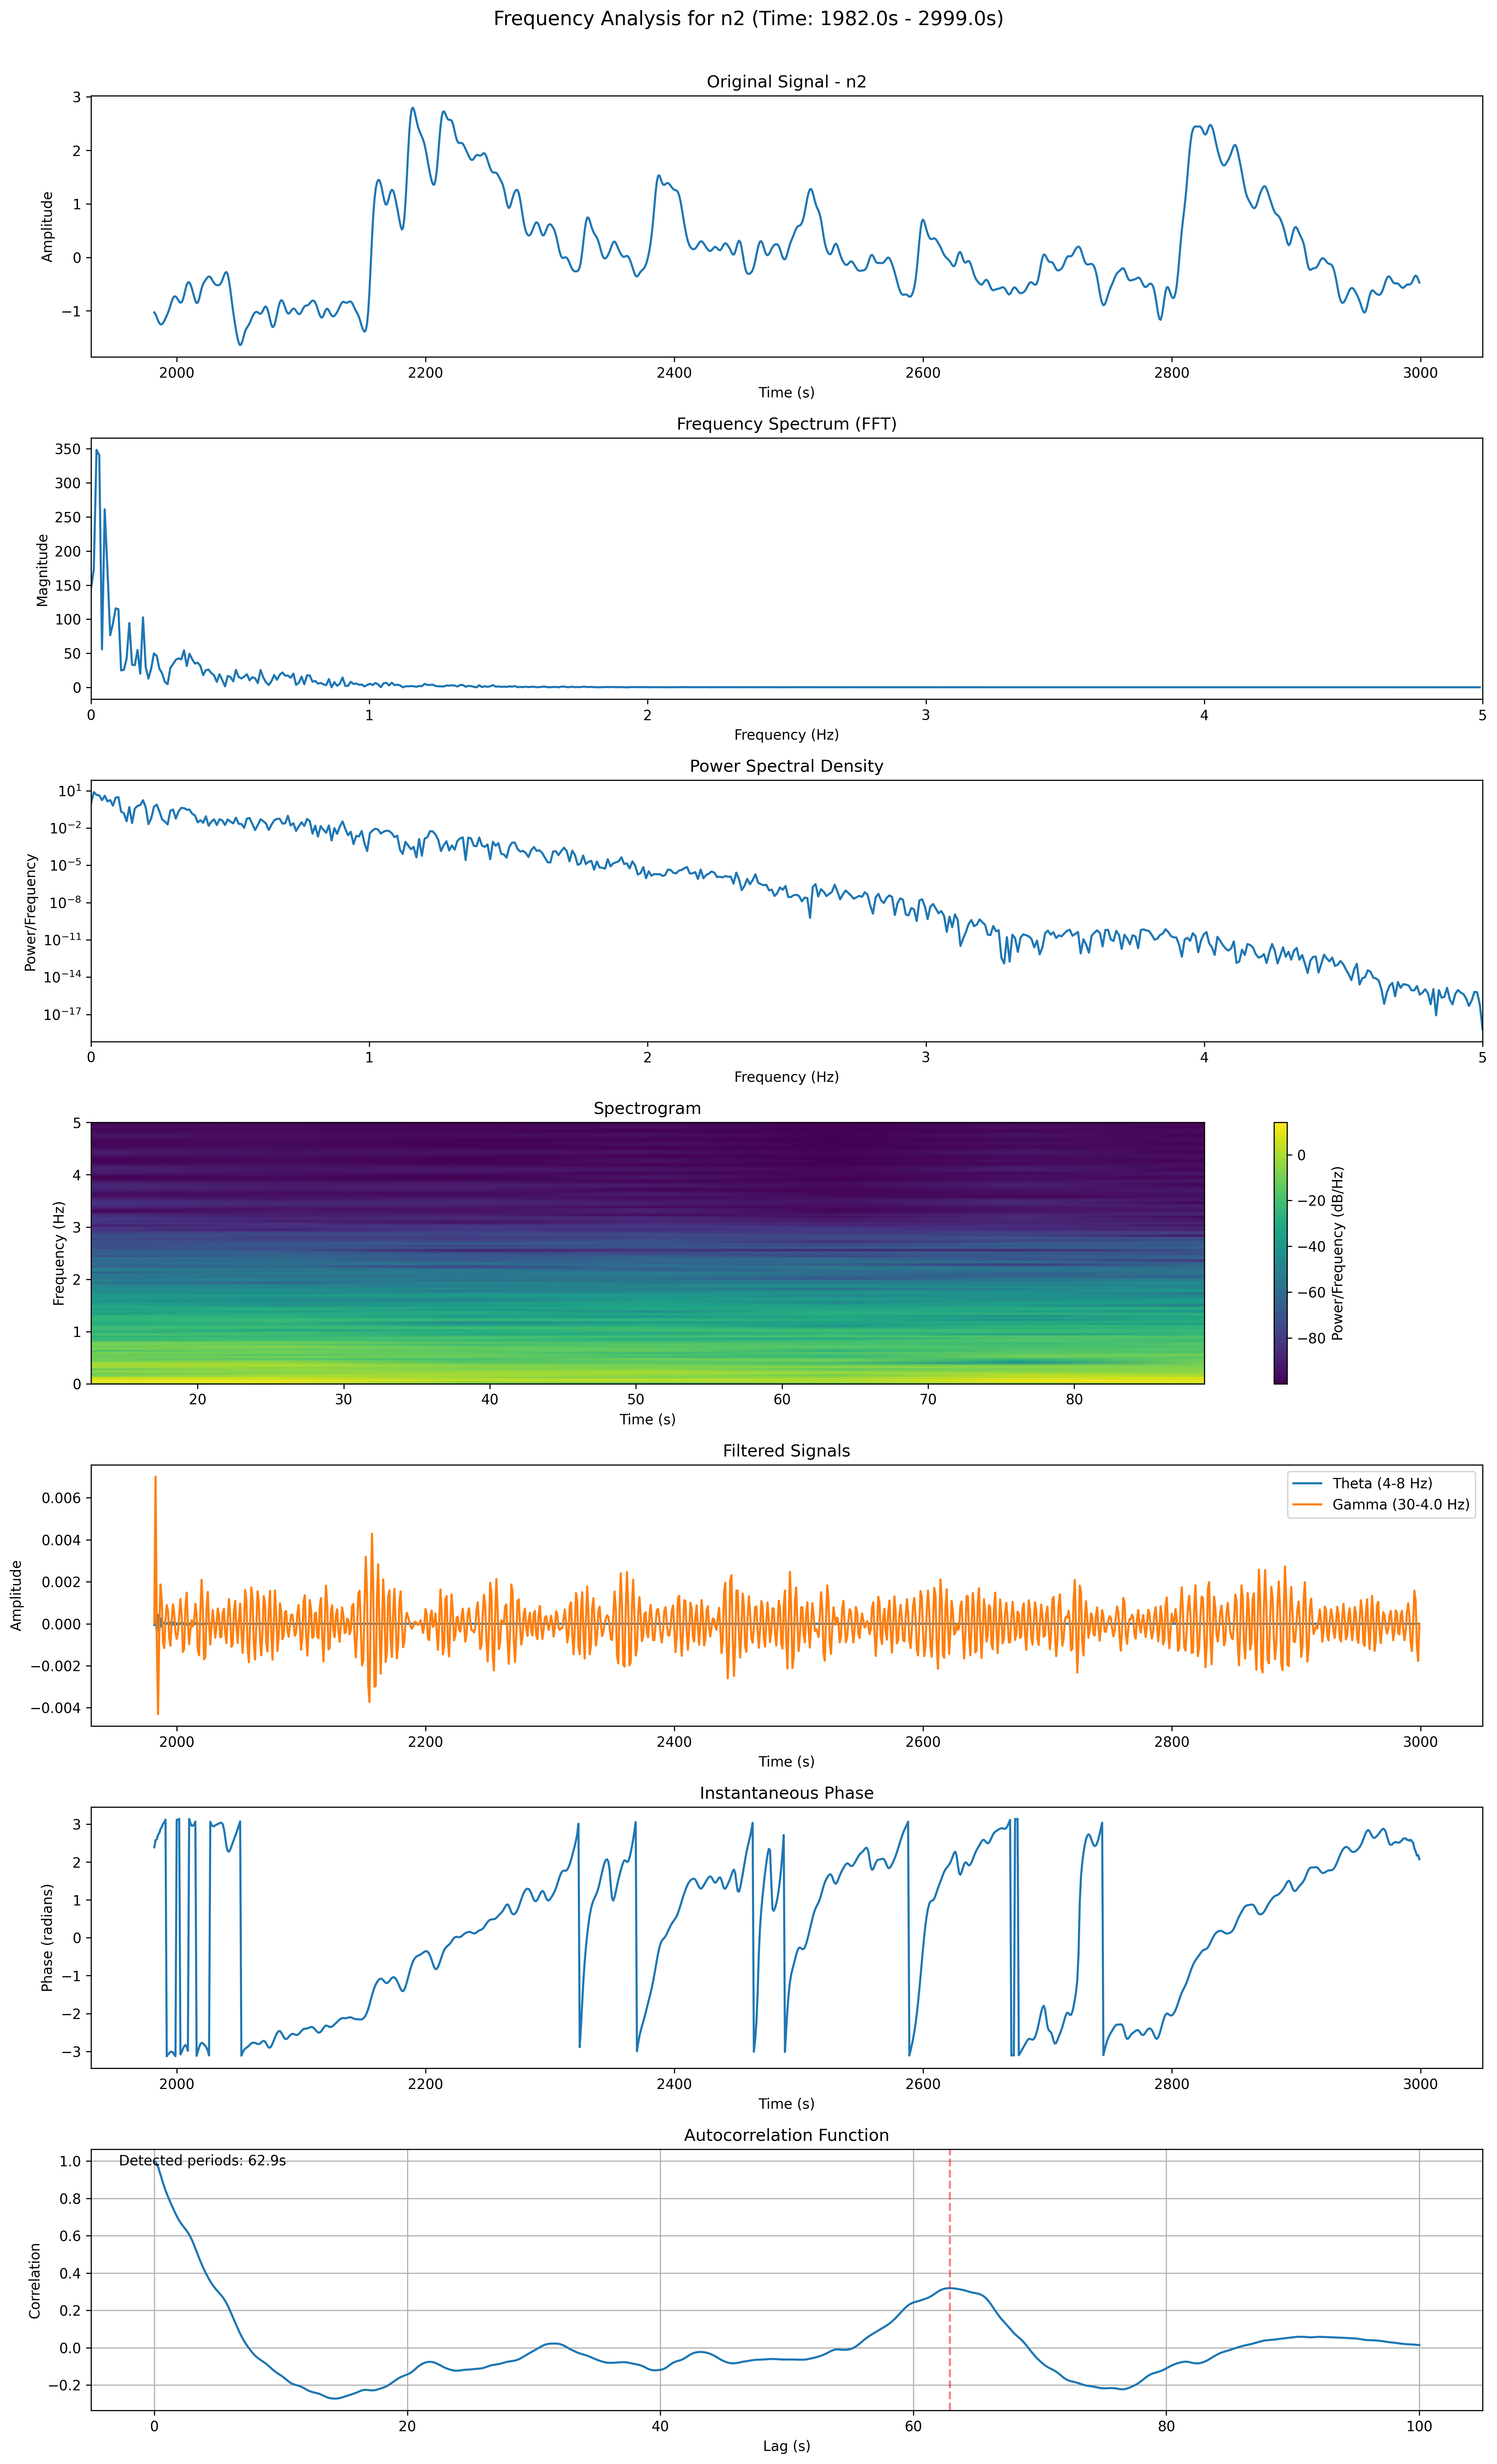 Frequency Analysis for n2 (Time: 1982.0s - 2999.0s)
Original Signal - n2
3
2
1
0
−1
Amplitude
2000 2200 2400 2600 2800 3000
Time (s)
Frequency Spectrum (FFT)
350
300
250
200
150
100
50
0
Magnitude
0 1 2 3 4 5
Frequency (Hz)
Power Spectral Density
10^1
10^−2
10^−5
10^−8
10^−11
10^−14
10^−17
Power/Frequency
0 1 2 3 4 5
Frequency (Hz)
Spectrogram
5
4
3
2
1
0
Frequency (Hz)
20 30 40 50 60 70 80
Time (s)
0
−20
−40
−60
−80
Power/Frequency (dB/Hz)
Filtered Signals
Theta (4-8 Hz)
Gamma (30-4.0 Hz)
0.006
0.004
0.002
0.000
−0.002
−0.004
Amplitude
2000 2200 2400 2600 2800 3000
Time (s)
Instantaneous Phase
3
2
1
0
−1
−2
−3
Phase (radians)
2000 2200 2400 2600 2800 3000
Time (s)
Autocorrelation Function
Detected periods: 62.9s
1.0
0.8
0.6
0.4
0.2
0.0
−0.2
Correlation
0 20 40 60 80 100
Lag (s)